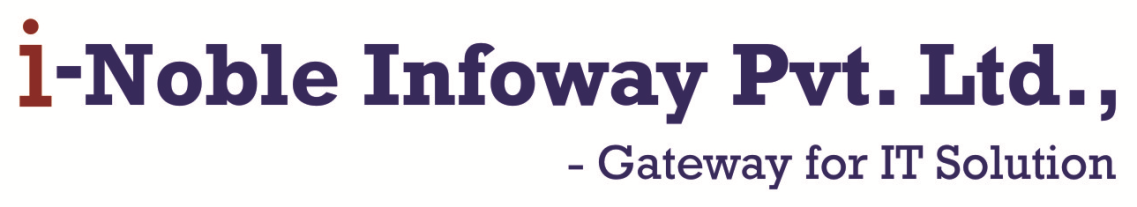 i-Noble Infoway Pvt. Ltd.,
- Gateway for IT Solution